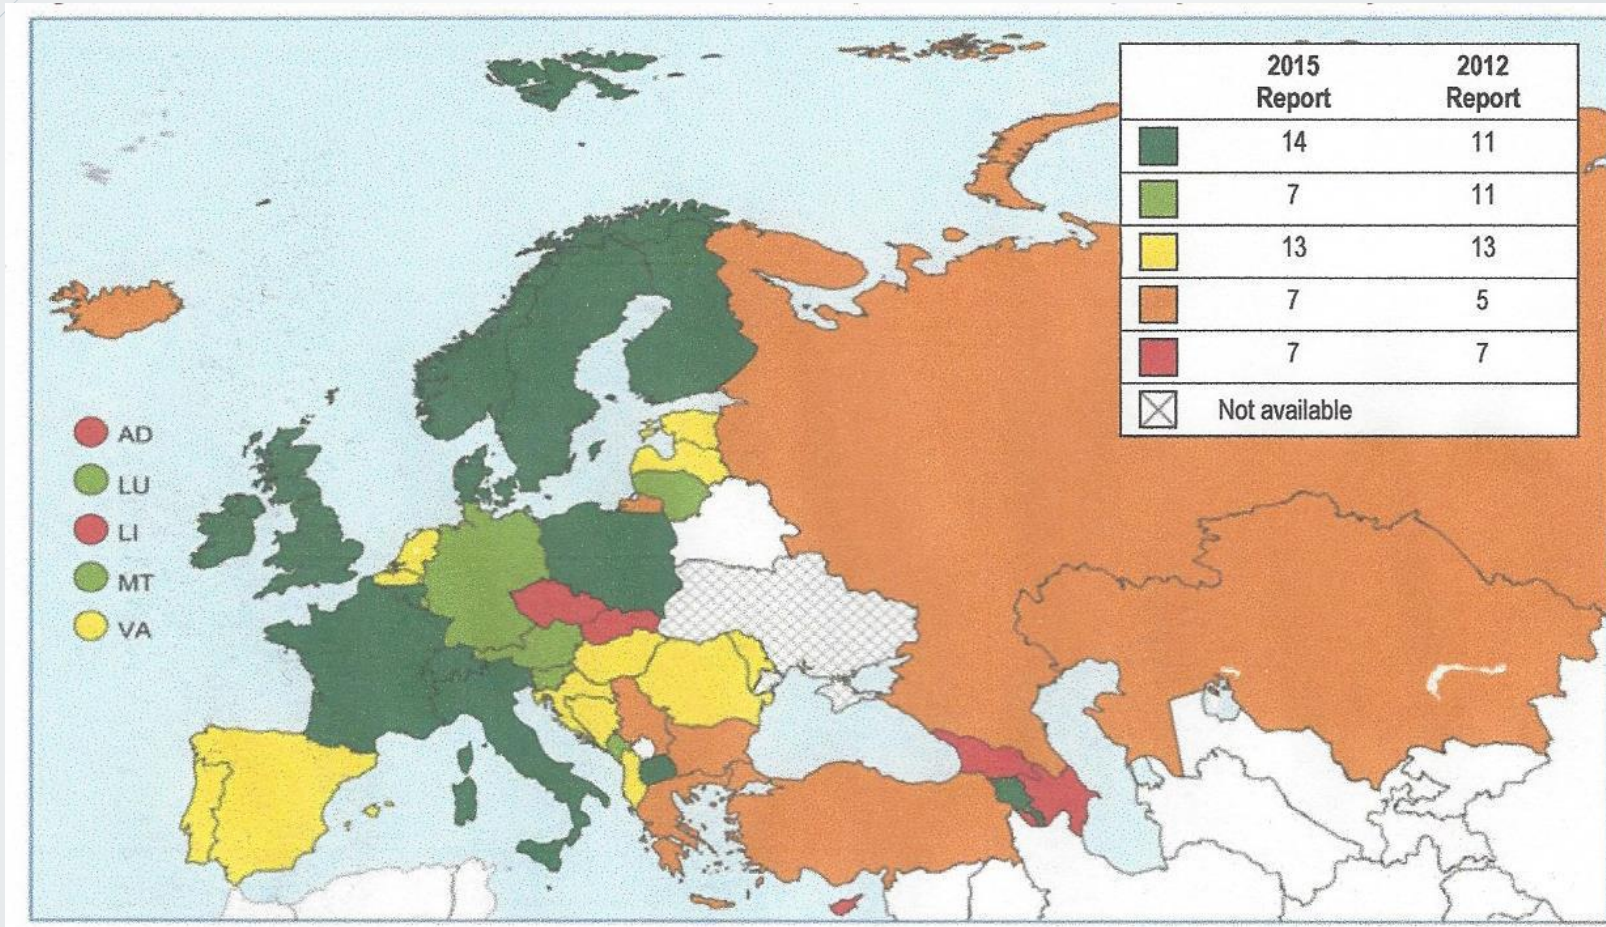 2015 2012
Report Report
14 11
7 11
13 13
7 5
7 7
Not available
AD
LU
LI
MT
VA